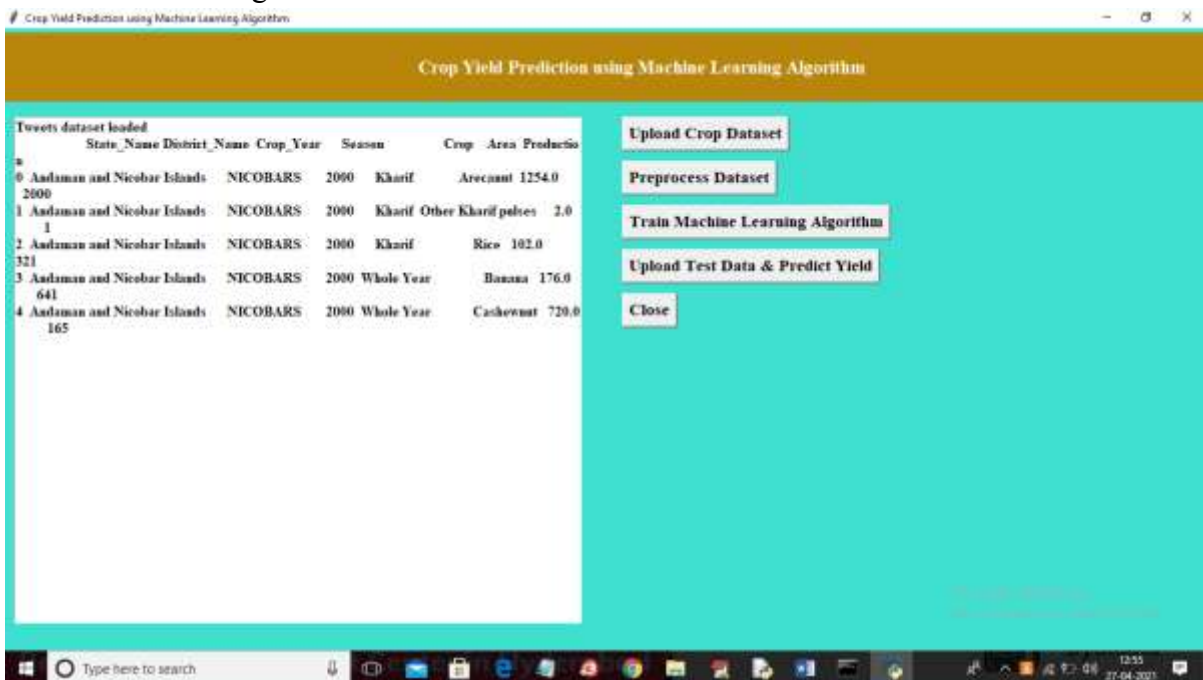 Crop Yield Prediction using Machine Learning Algorithm
Crop Yield Prediction using Machine Learning Algorithm
Tweets dataset loaded
State_Name District_Name Crop_Year Season Crop Area Productio
n
0 Andaman and Nicobar Islands NICOBARS 2000 Kharif Arecanut 1254.0
2000
1 Andaman and Nicobar Islands NICOBARS 2000 Kharif Other Kharif pulses 2.0
1
2 Andaman and Nicobar Islands NICOBARS 2000 Kharif Rice 102.0
321
3 Andaman and Nicobar Islands NICOBARS 2000 Whole Year Banana 176.0
641
4 Andaman and Nicobar Islands NICOBARS 2000 Whole Year Cashewnut 720.0
165
Upload Crop Dataset
Preprocess Dataset
Train Machine Learning Algorithm
Upload Test Data & Predict Yield
Close
Type here to search
12:55
27-04-2021